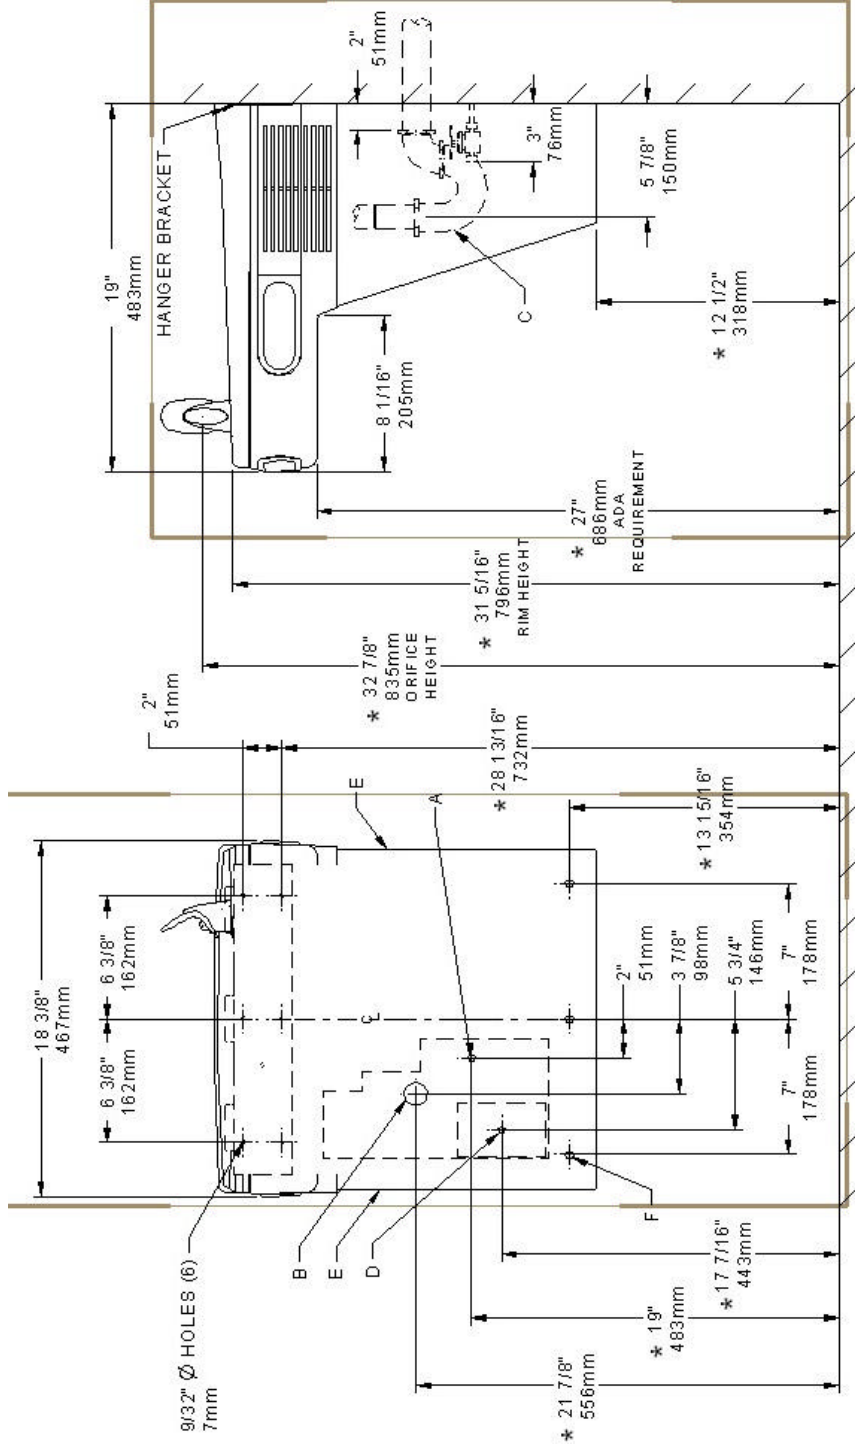 19"
483mm
HANGER BRACKET
2"
51mm
3"
76mm
5 7/8"
150mm
8 1/16"
205mm
C
* 12 1/2"
318mm
* 27"
686mm
ADA
REQUIREMENT
* 31 5/16"
796mm
RIM HEIGHT
* 32 7/8"
835mm
ORIFICE
HEIGHT
2"
51mm
* 28 13/16"
732mm
* 13 15/16"
354mm
18 3/8"
467mm
6 3/8"
162mm
6 3/8"
162mm
E
A
CL
2"
51mm
3 7/8"
98mm
5 3/4"
146mm
7"
178mm
7"
178mm
9/32" Ø HOLES (6)
7mm
B
E
D
F
* 17 7/16"
443mm
* 19"
483mm
* 21 7/8"
556mm